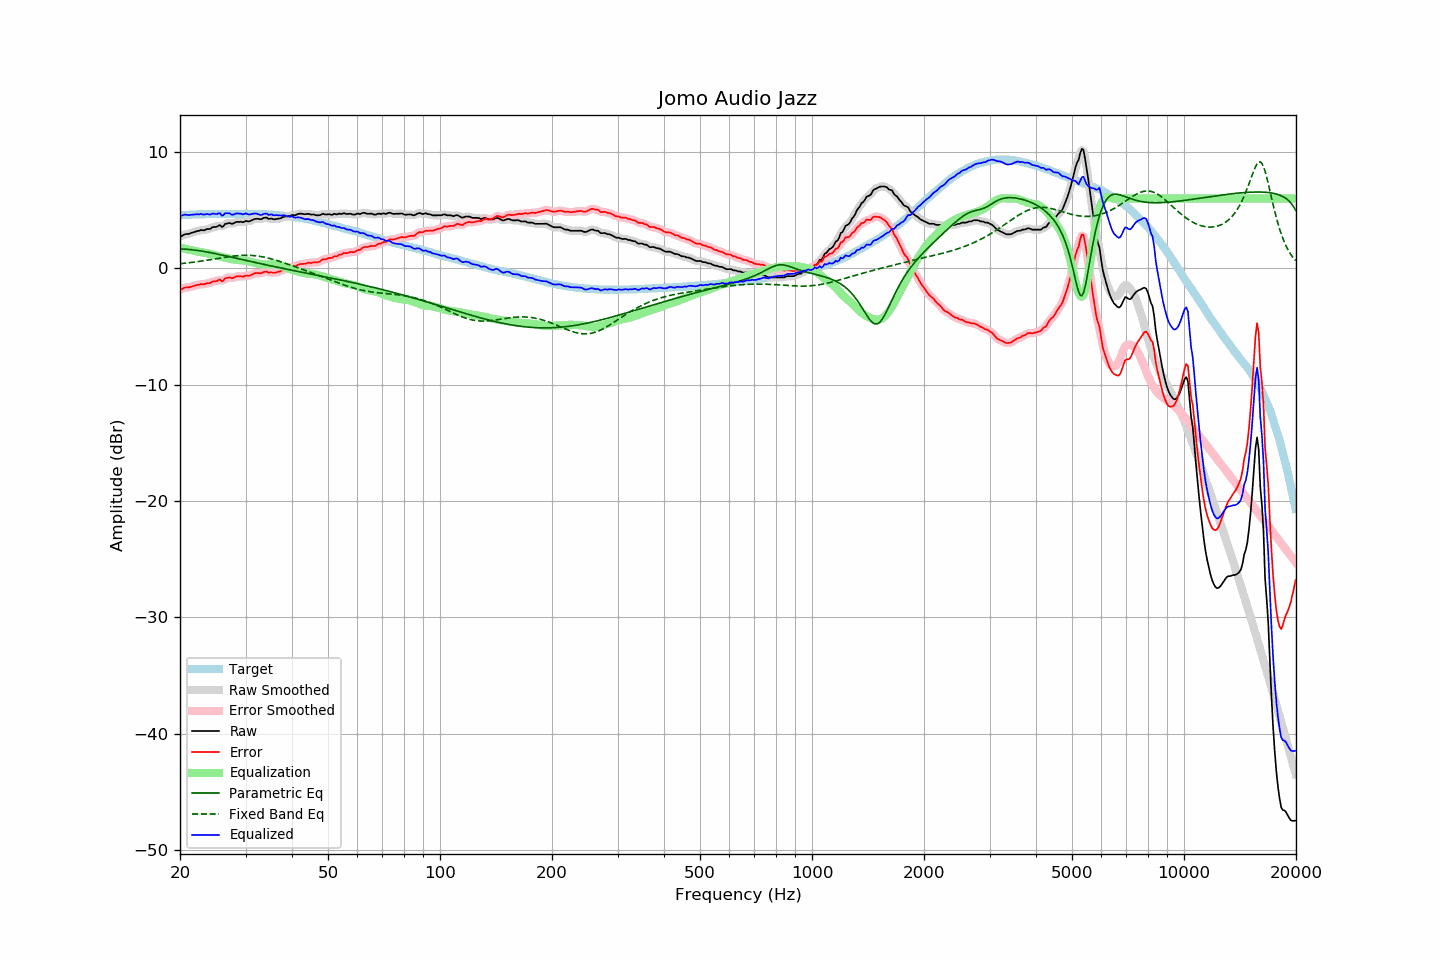 Jomo Audio Jazz
Amplitude (dBr)
10
0
−10
−20
−30
−40
−50
Target
Raw Smoothed
Error Smoothed
Raw
Error
Equalization
Parametric Eq
Fixed Band Eq
Equalized
20 50 100 200 500 1000 2000 5000 10000 20000
Frequency (Hz)